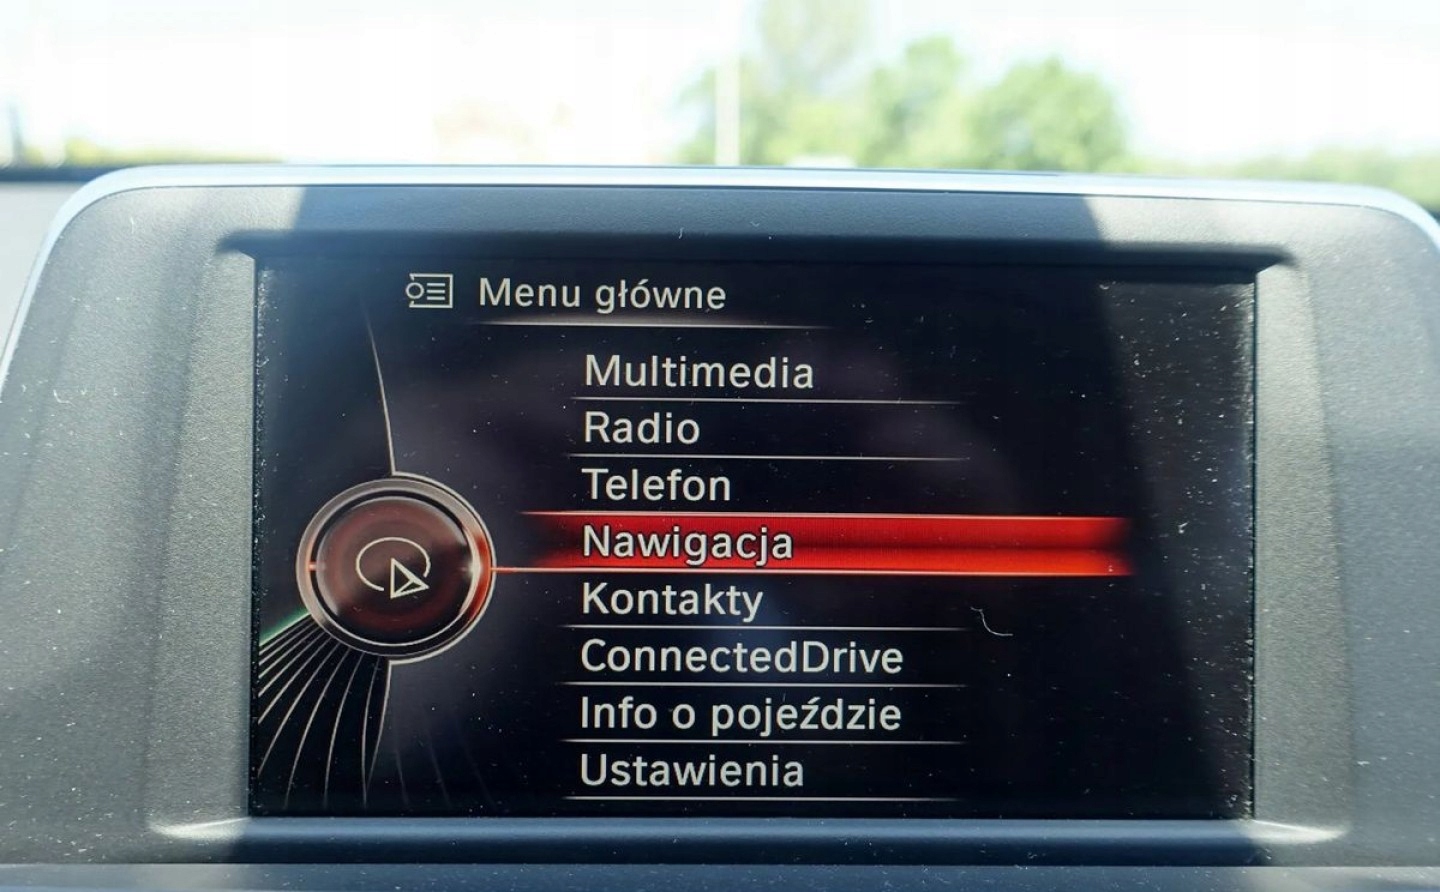 Menu główne
Multimedia
Radio
Telefon
Nawigacja
Kontakty
ConnectedDrive
Info o pojeździe
Ustawienia